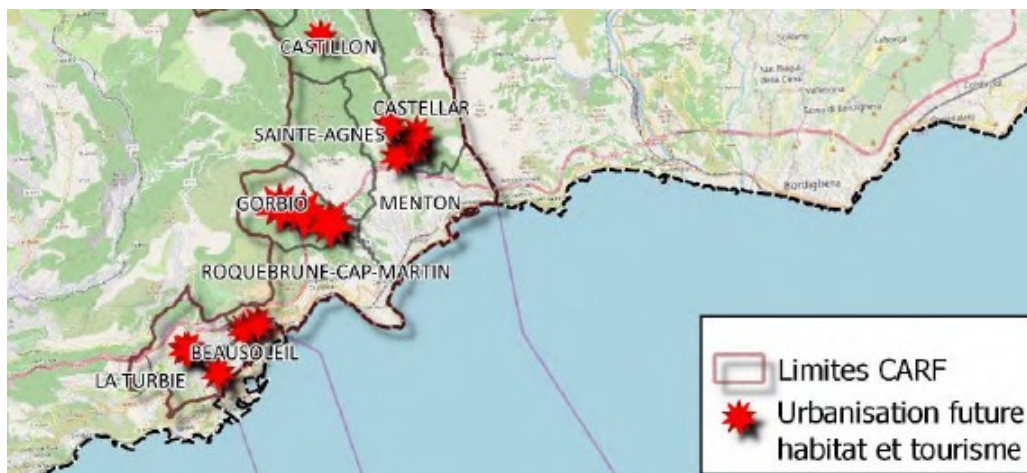 CASTILLON
CASTELLAR
SAINTE-AGNES
GORBIO
MENTON
ROQUEBRUNE-CAP-MARTIN
BEAUSOLEIL
LA TURBIE
Bordighera
Limites CARF
Urbanisation future
habitat et tourisme